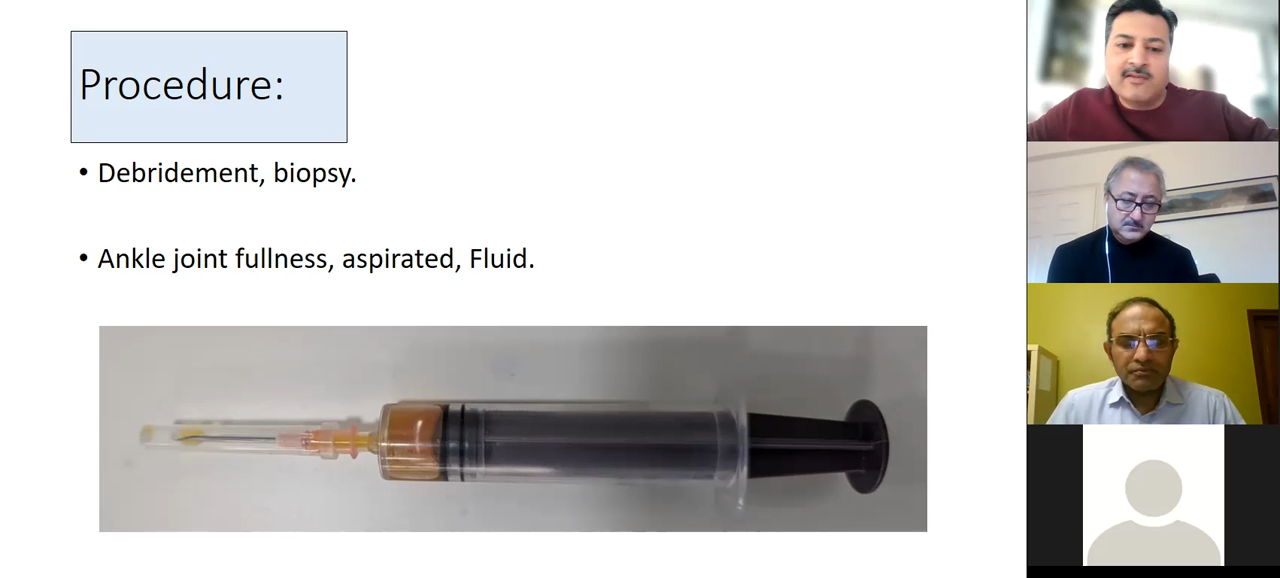 Procedure:
• Debridement, biopsy.
• Ankle joint fullness, aspirated, Fluid.